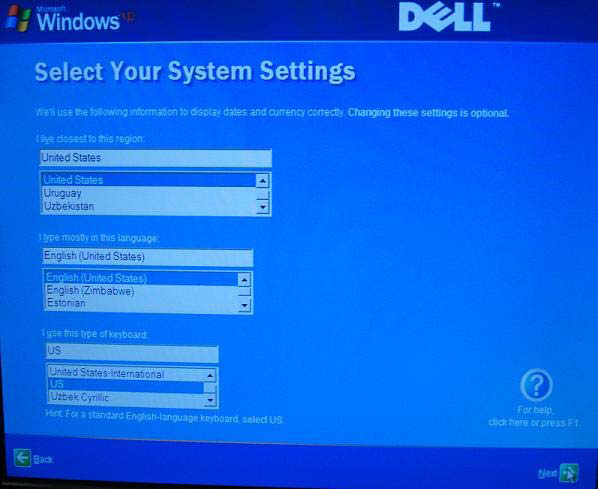 Microsoft
Windows xp
DELL™
Select Your System Settings
We'll use the following information to display dates and currency correctly. Changing these settings is optional.
I live closest to this region:
United States
United States
Uruguay
Uzbekistan
I type mostly in this language:
English (United States)
English (United States)
English (Zimbabwe)
Estonian
I use this type of keyboard:
US
United States-International
US
Uzbek Cyrillic
Hint: For a standard English-language keyboard, select US.
?
For help,
click here or press F1.
Back
Next